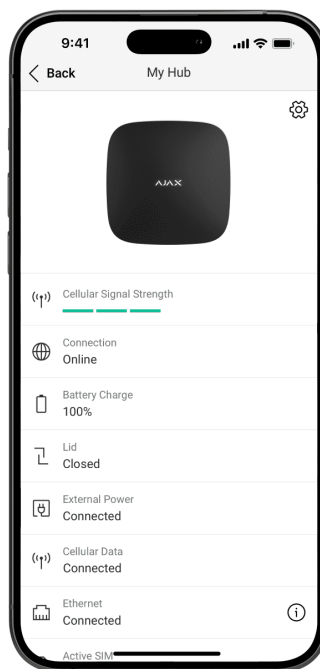 9:41
Back
My Hub
AJAX
Cellular Signal Strength
Connection
Online
Battery Charge
100%
Lid
Closed
External Power
Connected
Cellular Data
Connected
Ethernet
Connected
Active SIM